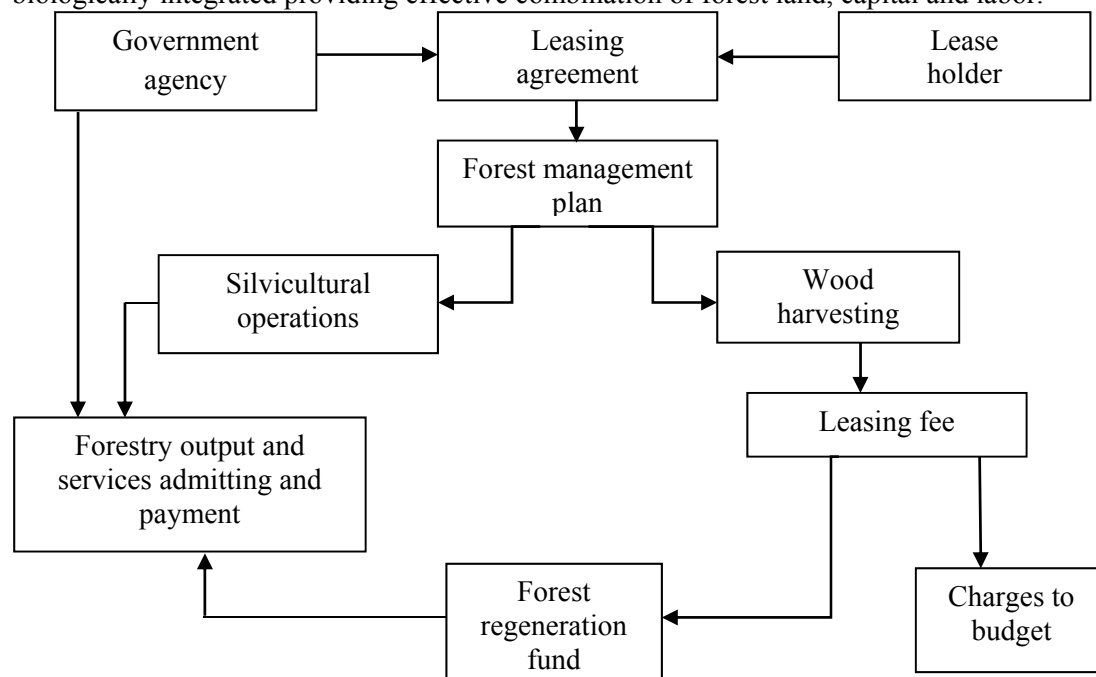 biologically integrated providing effective combination of forest land, capital and labor.
Government
agency
Leasing
agreement
Lease
holder
Forest management
plan
Silvicultural
operations
Wood
harvesting
Leasing fee
Forestry output and
services admitting and
payment
Forest
regeneration
fund
Charges to
budget